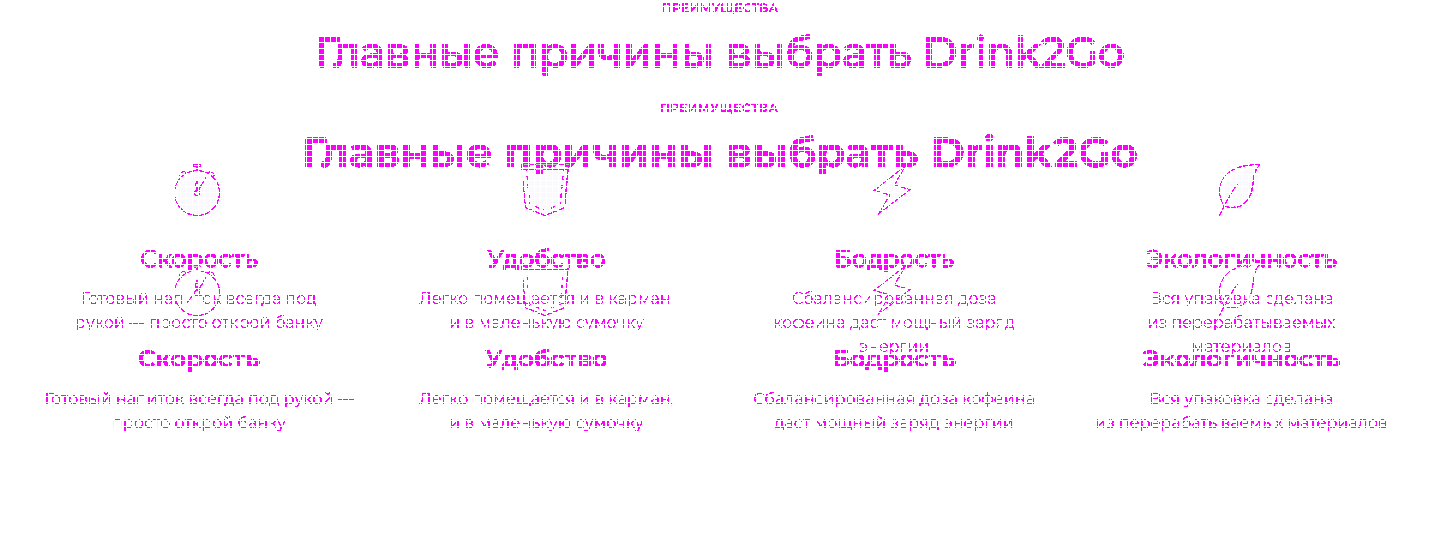 ПРЕИМУЩЕСТВА
Главные причины выбрать Drink2Go
ПРЕИМУЩЕСТВА
Главные причины выбрать Drink2Go
Скорость
Удобство
Бодрость
Экологичность
Готовый напиток всегда под
рукой — просто открой банку
Легко помещается и в карман
и в маленькую сумочку
Сбалансированная доза
кофеина даст мощный заряд
энергии
Вся упаковка сделана
из перерабатываемых
материалов
Скорость
Удобство
Бодрость
Экологичность
Готовый напиток всегда под рукой —
просто открой банку
Легко помещается и в карман
и в маленькую сумочку
Сбалансированная доза кофеина
даст мощный заряд энергии
Вся упаковка сделана
из перерабатываемых материалов